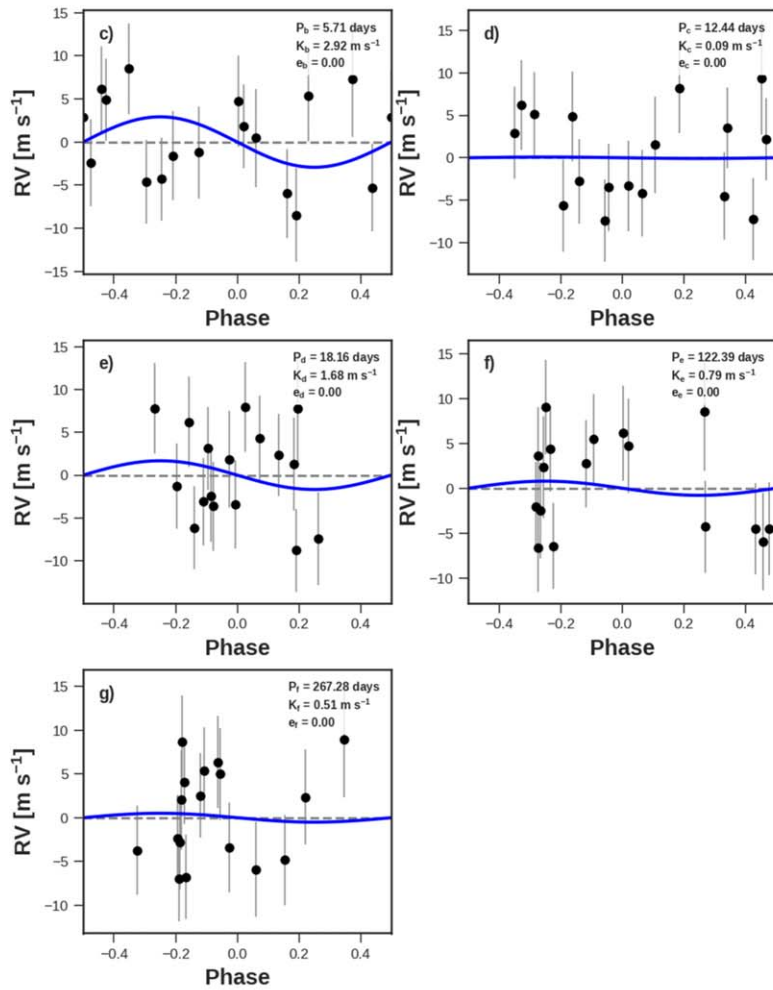 c)
P_b = 5.71 days
K_b = 2.92 m s⁻¹
e_b = 0.00
15
10
5
0
−5
−10
−15
RV [m s⁻¹]
−0.4 −0.2 0.0 0.2 0.4
Phase
d)
P_c = 12.44 days
K_c = 0.09 m s⁻¹
e_c = 0.00
10
5
0
−5
−10
−0.4 −0.2 0.0 0.2 0.4
Phase
e)
P_d = 18.16 days
K_d = 1.68 m s⁻¹
e_d = 0.00
15
10
5
0
−5
−10
RV [m s⁻¹]
−0.4 −0.2 0.0 0.2 0.4
Phase
f)
P_e = 122.39 days
K_e = 0.79 m s⁻¹
e_e = 0.00
15
10
5
0
−5
−10
−0.4 −0.2 0.0 0.2 0.4
Phase
g)
P_f = 267.28 days
K_f = 0.51 m s⁻¹
e_f = 0.00
15
10
5
0
−5
−10
RV [m s⁻¹]
−0.4 −0.2 0.0 0.2 0.4
Phase